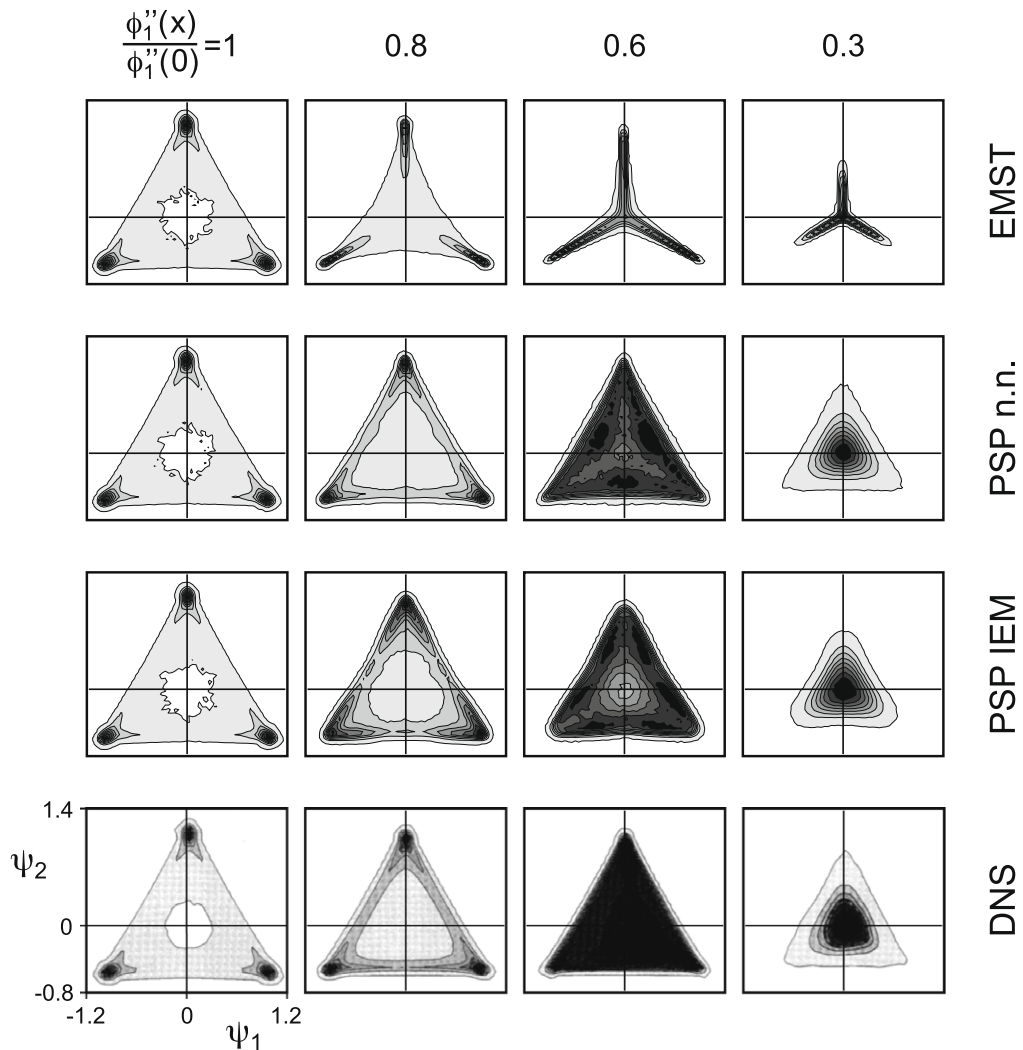 ϕ₁''(x)
ϕ₁''(0) =1 0.8 0.6 0.3
EMST
PSP n.n.
PSP IEM
DNS
1.4
ψ₂
0
-0.8
-1.2 0 1.2
ψ₁